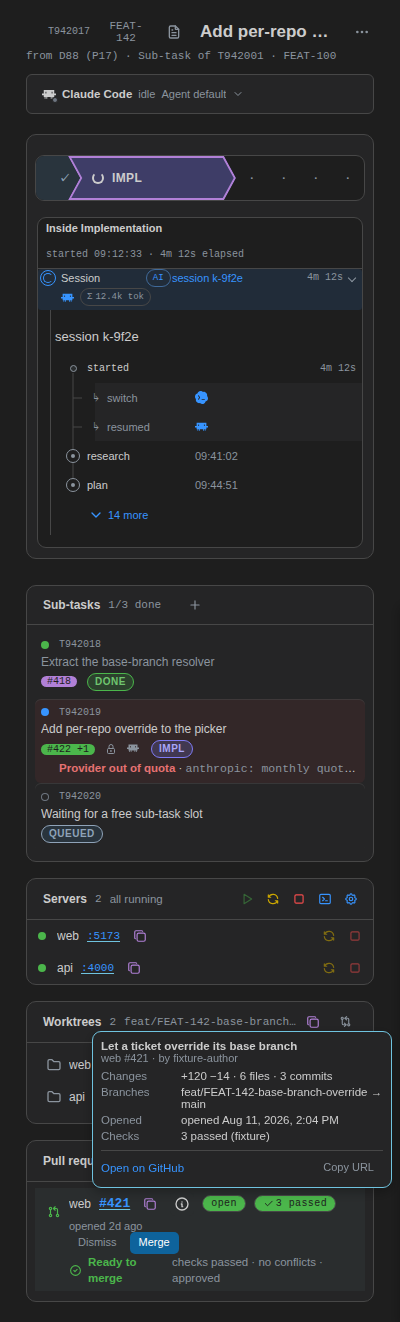 T942017 FEAT-142 Add per-repo …
from D88 (P17) · Sub-task of T942001 · FEAT-100
Claude Code idle Agent default
✓ IMPL
Inside Implementation
started 09:12:33 · 4m 12s elapsed
Session AI session k-9f2e 4m 12s
Σ 12.4k tok
session k-9f2e
started 4m 12s
↳ switch
↳ resumed
research 09:41:02
plan 09:44:51
14 more
Sub-tasks 1/3 done
T942018
Extract the base-branch resolver
#418 DONE
T942019
Add per-repo override to the picker
#422 +1 IMPL
Provider out of quota · anthropic: monthly quot…
T942020
Waiting for a free sub-task slot
QUEUED
Servers 2 all running
web :5173
api :4000
Worktrees 2 feat/FEAT-142-base-branch…
web
api
Let a ticket override its base branch
web #421 · by fixture-author
Changes +120 −14 · 6 files · 3 commits
Branches feat/FEAT-142-base-branch-override → main
Opened opened Aug 11, 2026, 2:04 PM
Checks 3 passed (fixture)
Open on GitHub Copy URL
Pull requ
web #421 open ✓ 3 passed
opened 2d ago
Dismiss Merge
Ready to merge checks passed · no conflicts · approved